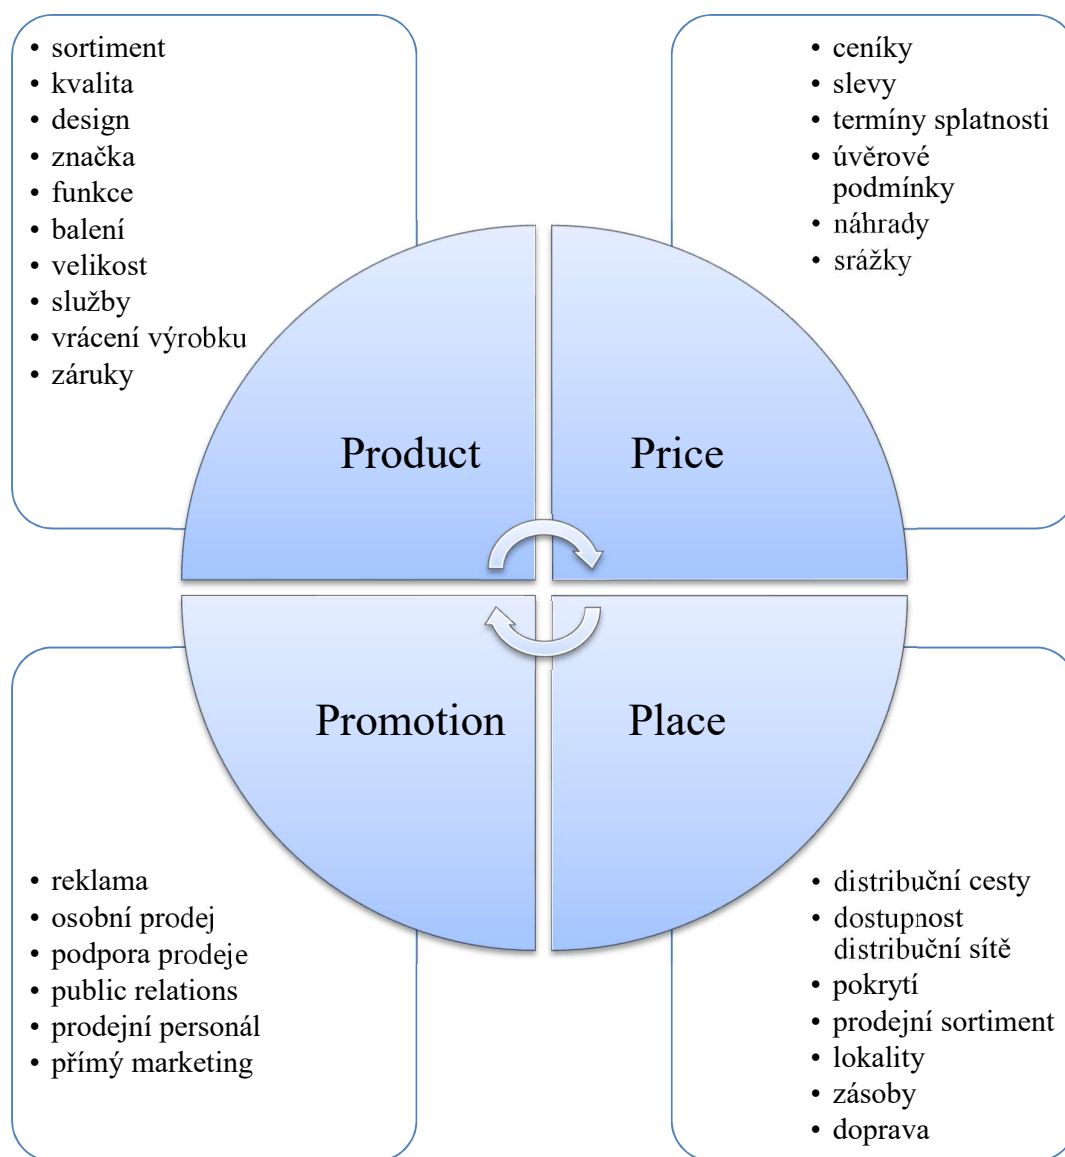 • sortiment
• kvalita
• design
• značka
• funkce
• balení
• velikost
• služby
• vrácení výrobku
• záruky
• ceníky
• slevy
• termíny splatnosti
• úvěrové
podmínky
• náhrady
• srážky
Product
Price
Promotion
Place
• reklama
• osobní prodej
• podpora prodeje
• public relations
• prodejní personál
• přímý marketing
• distribuční cesty
• dostupnost
distribuční sítě
• pokrytí
• prodejní sortiment
• lokality
• zásoby
• doprava